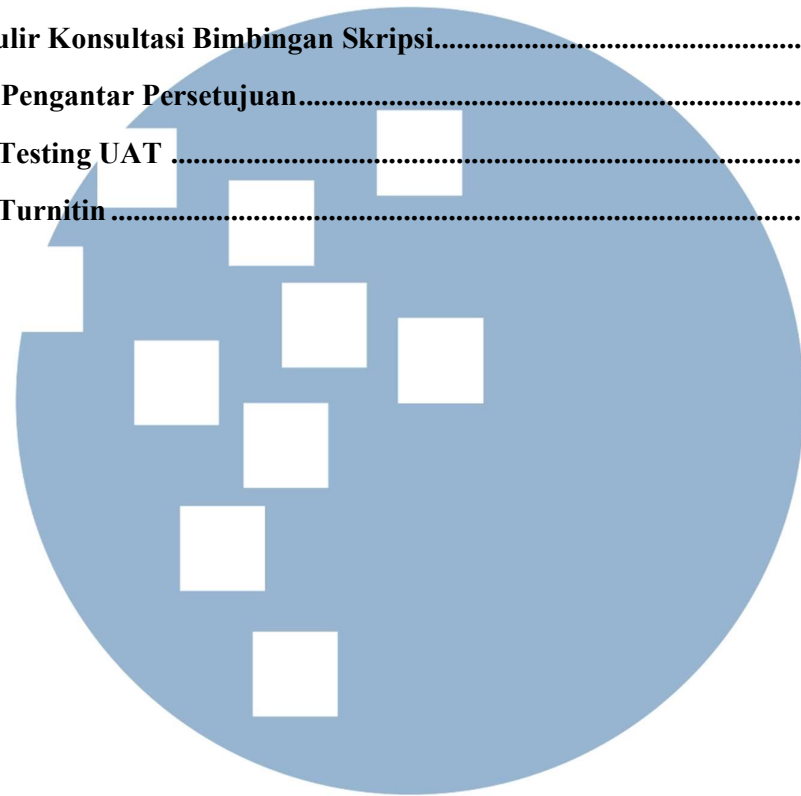 ulir Konsultasi Bimbingan Skripsi................................................
Pengantar Persetujuan..................................................................
Testing UAT ....................................................................................
Turnitin ............................................................................................